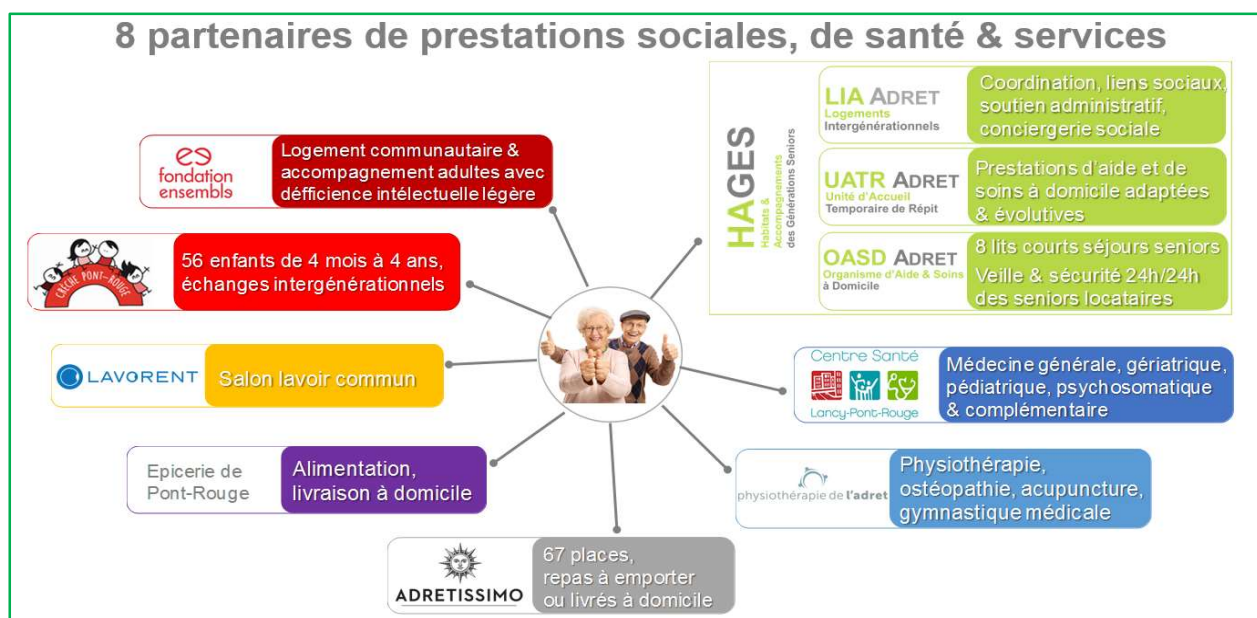 8 partenaires de prestations sociales, de santé & services
fondation
ensemble
Logement communautaire &
accompagnement adultes avec
défficience intélectuelle légère
CRÈCHE PONT-ROUGE
56 enfants de 4 mois à 4 ans,
échanges intergénérationnels
LAVORENT
Salon lavoir commun
Epicerie de
Pont-Rouge
Alimentation,
livraison à domicile
ADRETISSIMO
67 places,
repas à emporter
ou livrés à domicile
HAGES
Habitats &
Accompagnements
des Générations Seniors
LIA ADRET
Logements
Intergénérationnels
Coordination, liens sociaux,
soutien administratif,
conciergerie sociale
UATR ADRET
Unité d'Accueil
Temporaire de Répit
Prestations d'aide et de
soins à domicile adaptées
& évolutives
OASD ADRET
Organisme d'Aide & Soins
à Domicile
8 lits courts séjours seniors
Veille & sécurité 24h/24h
des seniors locataires
Centre Santé
Lancy-Pont-Rouge
Médecine générale, gériatrique,
pédiatrique, psychosomatique
& complémentaire
physiothérapie de l'adret
Physiothérapie,
ostéopathie, acupuncture,
gymnastique médicale